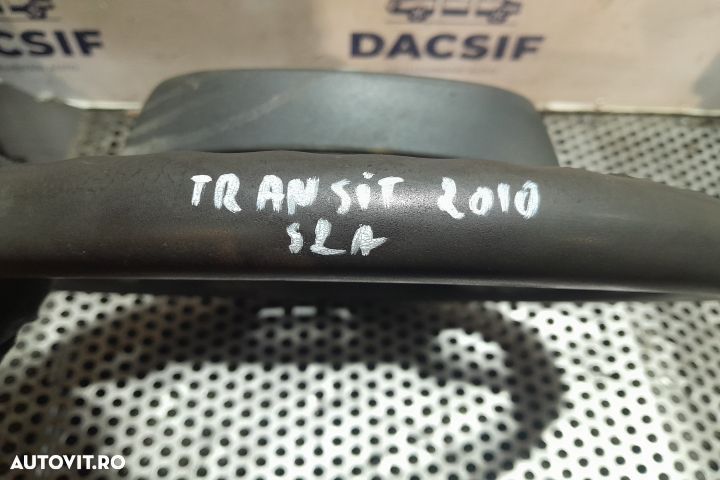 DACSIF
TRANSiT 2010
SLA
AUTOVIT.RO